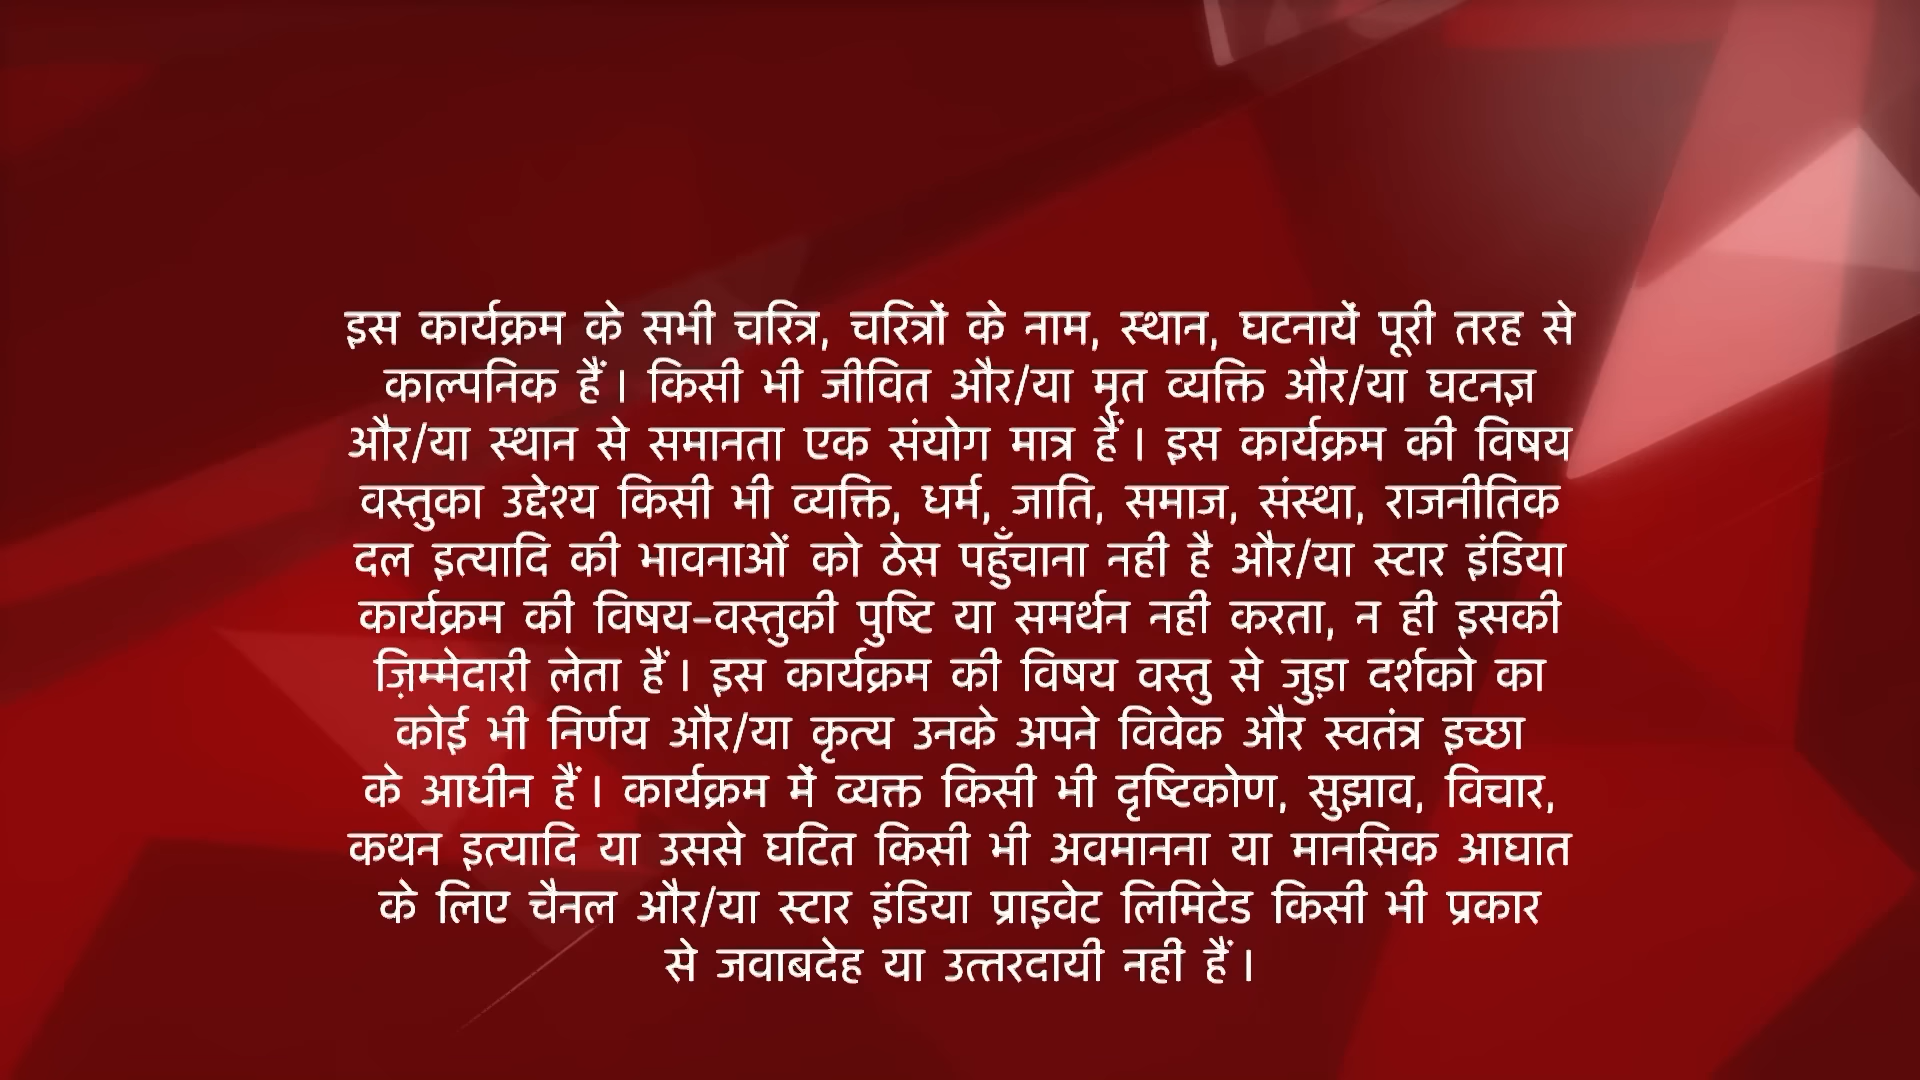 इस कार्यक्रम के सभी चरित्र, चरित्रों के नाम, स्थान, घटनायें पूरी तरह से
काल्पनिक हैं। किसी भी जीवित और/या मृत व्यक्ति और/या घटनज्ञ
और/या स्थान से समानता एक संयोग मात्र हैं। इस कार्यक्रम की विषय
वस्तुका उद्देश्य किसी भी व्यक्ति, धर्म, जाति, समाज, संस्था, राजनीतिक
दल इत्यादि की भावनाओं को ठेस पहुँचाना नही है और/या स्टार इंडिया
कार्यक्रम की विषय-वस्तुकी पुष्टि या समर्थन नही करता, न ही इसकी
ज़िम्मेदारी लेता हैं। इस कार्यक्रम की विषय वस्तु से जुड़ा दर्शको का
कोई भी निर्णय और/या कृत्य उनके अपने विवेक और स्वतंत्र इच्छा
के आधीन हैं। कार्यक्रम में व्यक्त किसी भी दृष्टिकोण, सुझाव, विचार,
कथन इत्यादि या उससे घटित किसी भी अवमानना या मानसिक आघात
के लिए चैनल और/या स्टार इंडिया प्राइवेट लिमिटेड किसी भी प्रकार
से जवाबदेह या उत्तरदायी नही हैं।